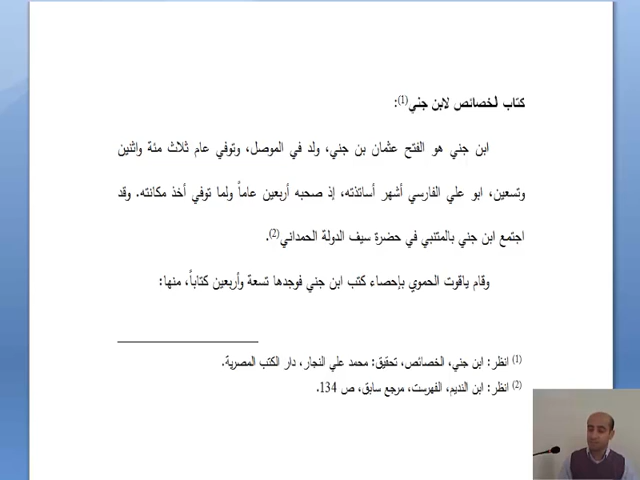 كتاب لخصائص لابن جني(1):
ابن جني هو الفتح عثمان بن جني، ولد في الموصل، وتوفي عام ثلاث مئة واثنين
وتسعين، ابو علي الفارسي أشهر أساتذته، إذ صحبه أربعين عاماً ولما توفي أخذ مكانته. وقد
اجتمع ابن جني بالمتنبي في حضرة سيف الدولة الحمداني(2).
وقام ياقوت الحموي بإحصاء كتب ابن جني فوجدها تسعة وأربعين كتاباً، منها:
(1) انظر: ابن جني، الخصائص، تحقيق: محمد علي النجار، دار الكتب المصرية.
(2) انظر: ابن النديم، الفهرست، مرجع سابق، ص 134.